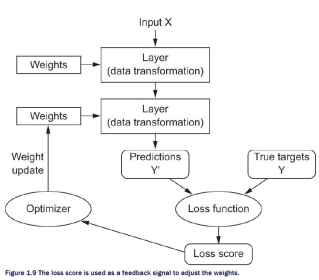 Input X
Weights
Layer
(data transformation)
Weights
Layer
(data transformation)
Weight
update
Predictions
Y'
True targets
Y
Optimizer
Loss function
Loss score
Figure 1.9 The loss score is used as a feedback signal to adjust the weights.